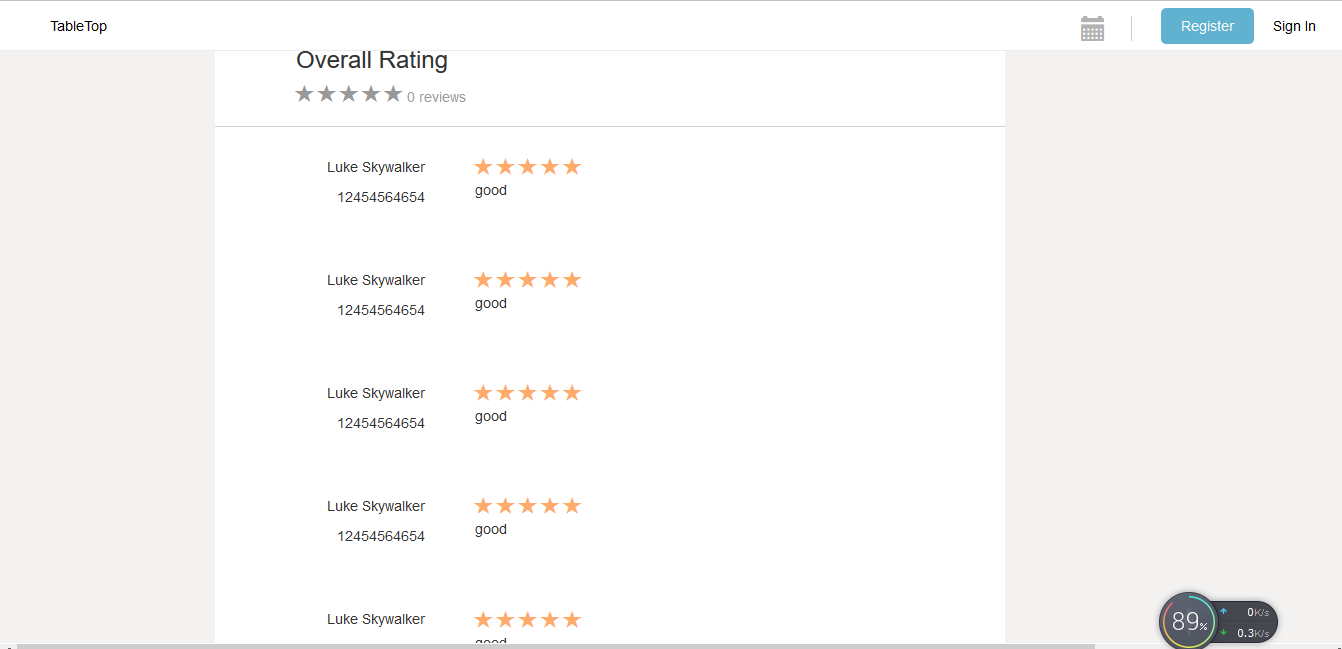 TableTop
Register
Sign In
Overall Rating
★★★★★ 0 reviews
Luke Skywalker
★★★★★
12454564654
good
Luke Skywalker
★★★★★
12454564654
good
Luke Skywalker
★★★★★
12454564654
good
Luke Skywalker
★★★★★
12454564654
good
Luke Skywalker
★★★★★
good
89%
0K/s
0.3K/s